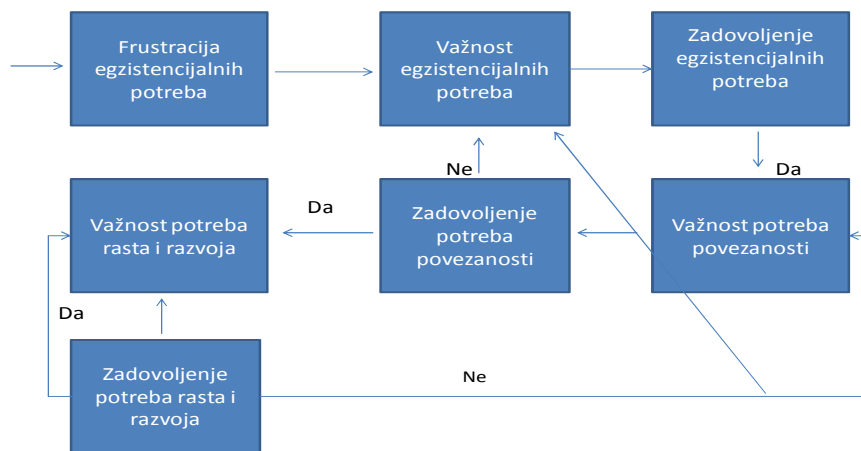 Frustracija
egzistencijalnih
potreba
Važnost
egzistencijalnih
potreba
Zadovoljenje
egzistencijalnih
potreba
Ne
Da
Da
Važnost potreba
rasta i razvoja
Zadovoljenje
potreba
povezanosti
Važnost potreba
povezanosti
Da
Zadovoljenje
potreba rasta i
razvoja
Ne